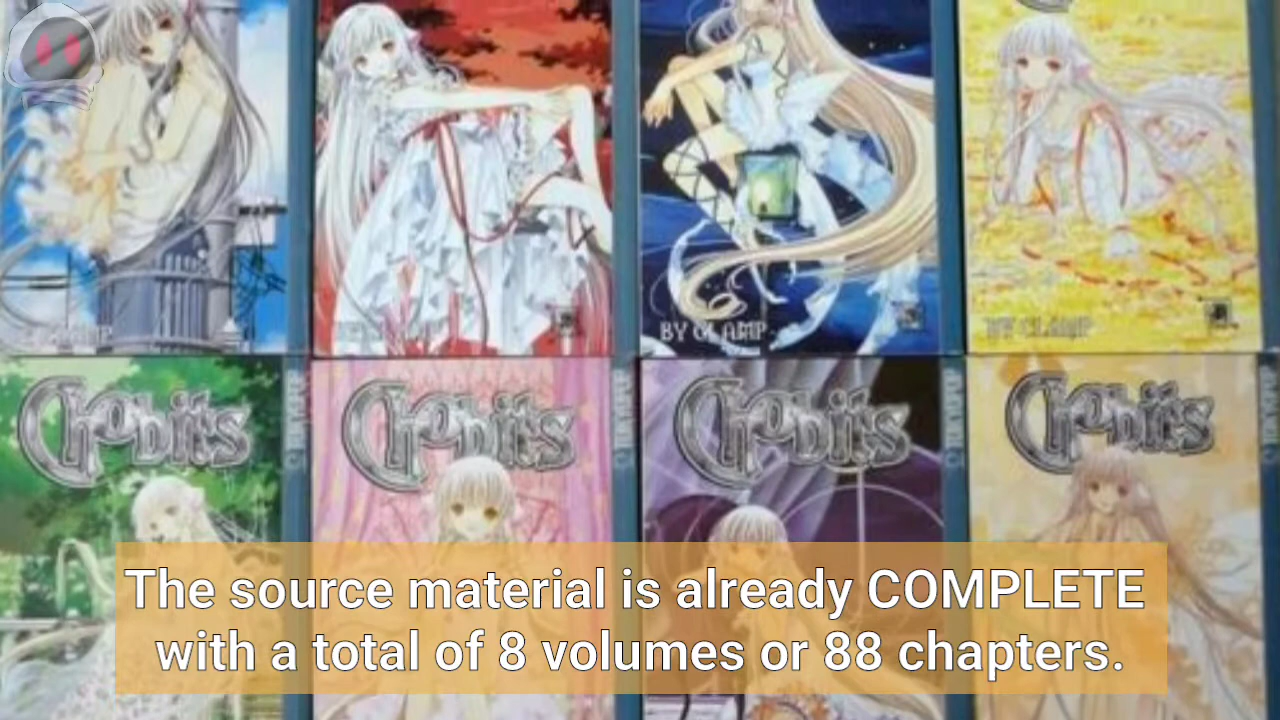 BY CLAMP
BY CLAMP
Chobits
Chobits
Chobits
Chobits
The source material is already COMPLETE
with a total of 8 volumes or 88 chapters.